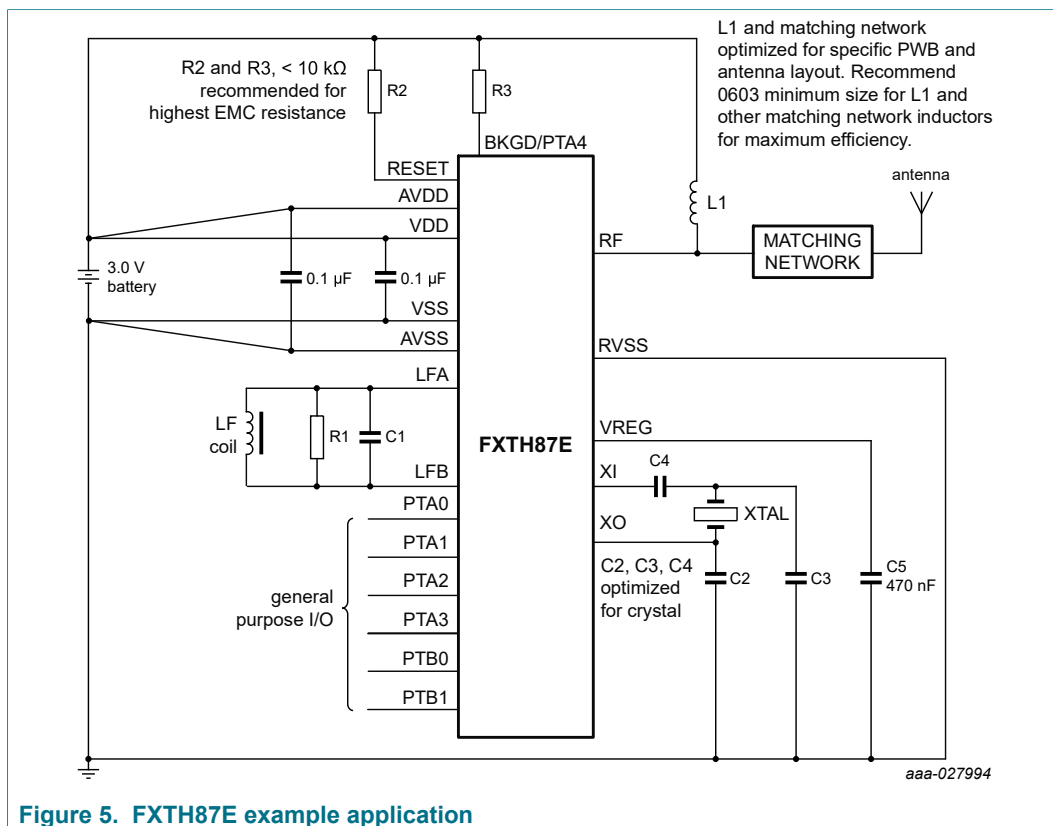 L1 and matching network
optimized for specific PWB and
antenna layout. Recommend
0603 minimum size for L1 and
other matching network inductors
for maximum efficiency.
R2 and R3, < 10 kΩ
recommended for
highest EMC resistance
R2
R3
BKGD/PTA4
RESET
AVDD
VDD
3.0 V
battery
0.1 µF
0.1 µF
VSS
AVSS
LFA
LF
coil
R1
C1
LFB
PTA0
PTA1
PTA2
PTA3
PTB0
PTB1
general
purpose I/O
FXTH87E
antenna
L1
RF
MATCHING
NETWORK
RVSS
VREG
XI
C4
XO
XTAL
C2, C3, C4
optimized
for crystal
C2
C3
C5
470 nF
aaa-027994
Figure 5. FXTH87E example application